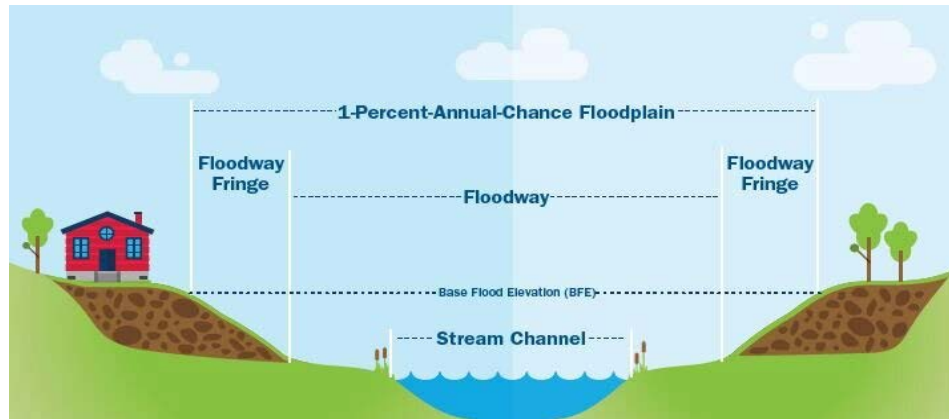 1-Percent-Annual-Chance Floodplain
Floodway
Fringe
Floodway
Floodway
Fringe
Base Flood Elevation (BFE)
Stream Channel